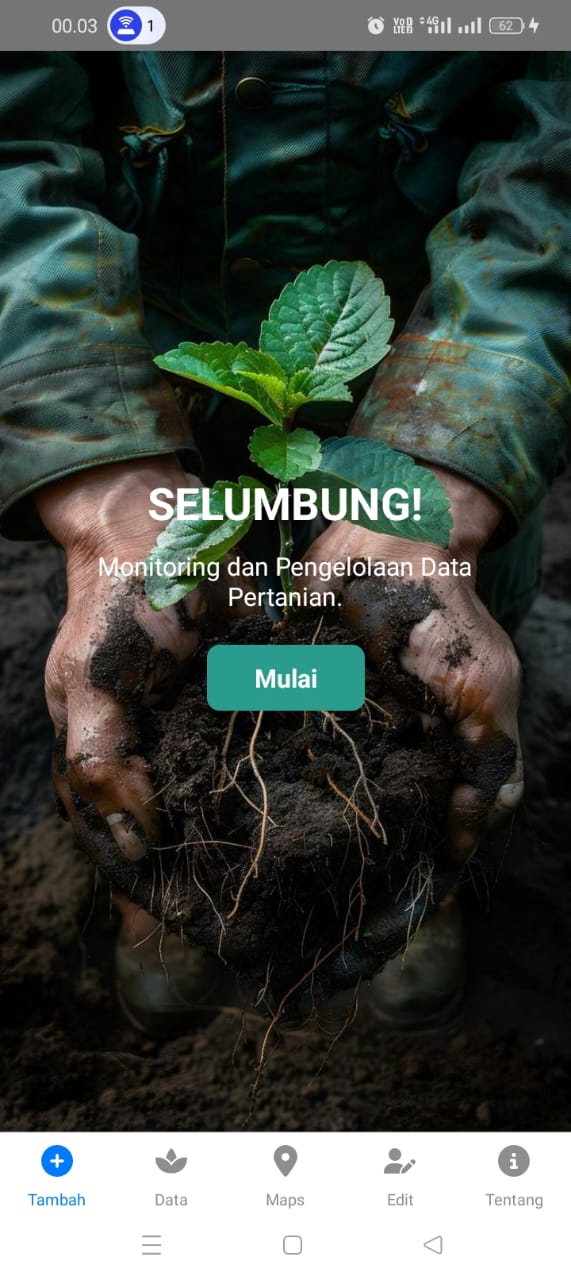 00.03
1
Vo D
LTE D
4G
62
SELUMBUNG!
Monitoring dan Pengelolaan Data
Pertanian.
Mulai
Tambah
Data
Maps
Edit
Tentang